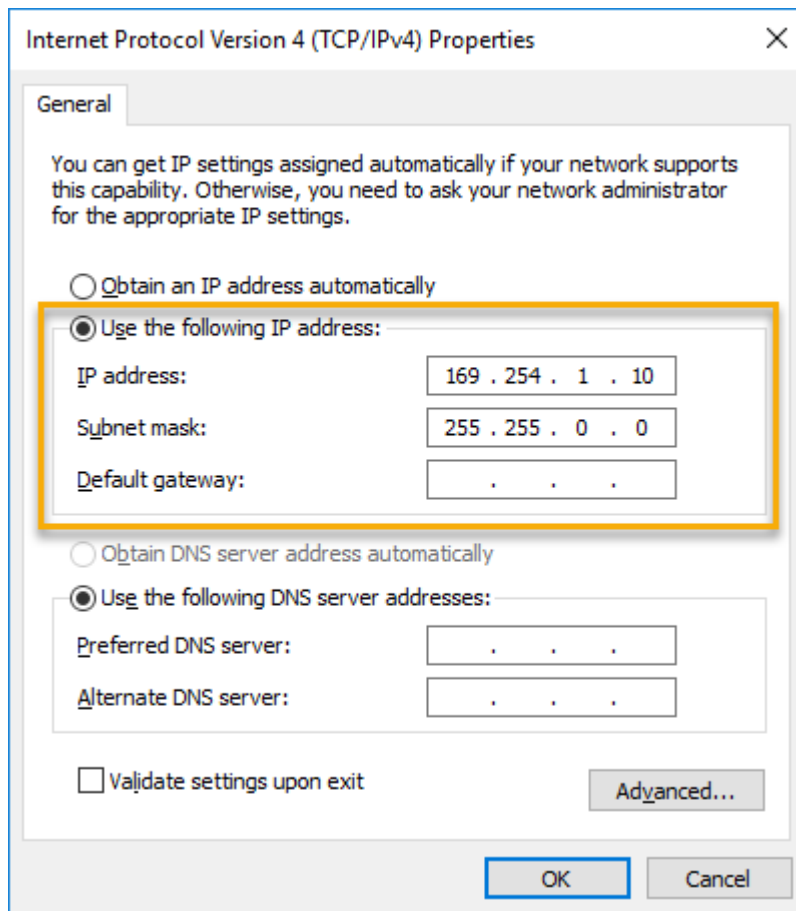 Internet Protocol Version 4 (TCP/IPv4) Properties
General
You can get IP settings assigned automatically if your network supports
this capability. Otherwise, you need to ask your network administrator
for the appropriate IP settings.
Obtain an IP address automatically
Use the following IP address:
IP address: 169 . 254 . 1 . 10
Subnet mask: 255 . 255 . 0 . 0
Default gateway: . . .
Obtain DNS server address automatically
Use the following DNS server addresses:
Preferred DNS server: . . .
Alternate DNS server: . . .
Validate settings upon exit
Advanced...
OK Cancel